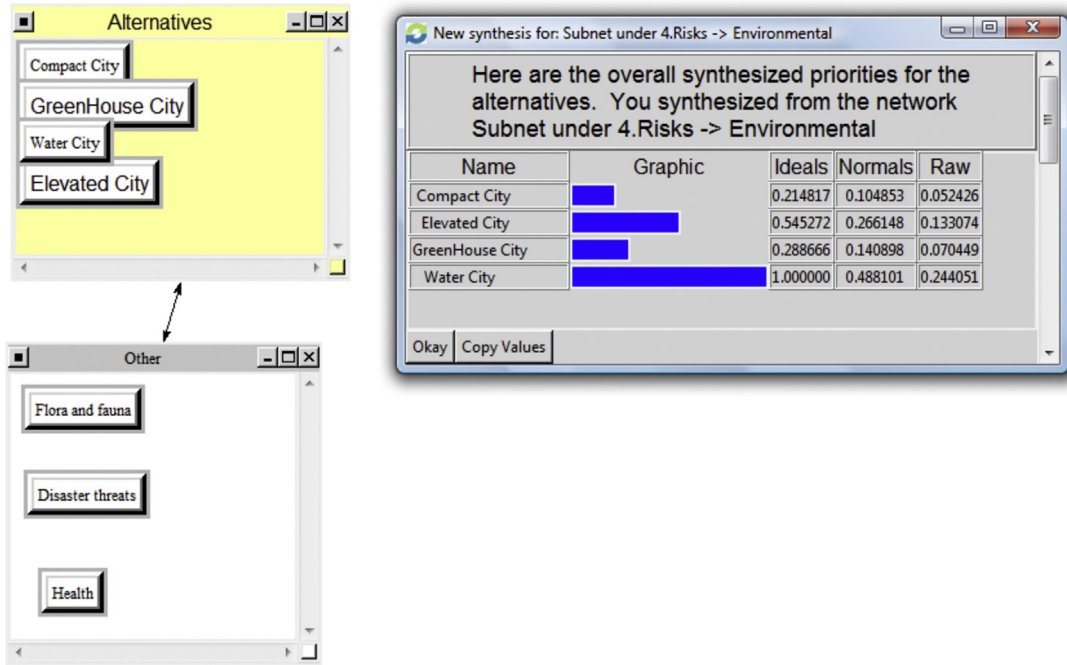 Alternatives
Compact City
GreenHouse City
Water City
Elevated City
Other
Flora and fauna
Disaster threats
Health
New synthesis for: Subnet under 4.Risks -> Environmental
Here are the overall synthesized priorities for the
alternatives. You synthesized from the network
Subnet under 4.Risks -> Environmental
Name Graphic Ideals Normals Raw
Compact City 0.214817 0.104853 0.052426
Elevated City 0.545272 0.266148 0.133074
GreenHouse City 0.288666 0.140898 0.070449
Water City 1.000000 0.488101 0.244051
Okay Copy Values